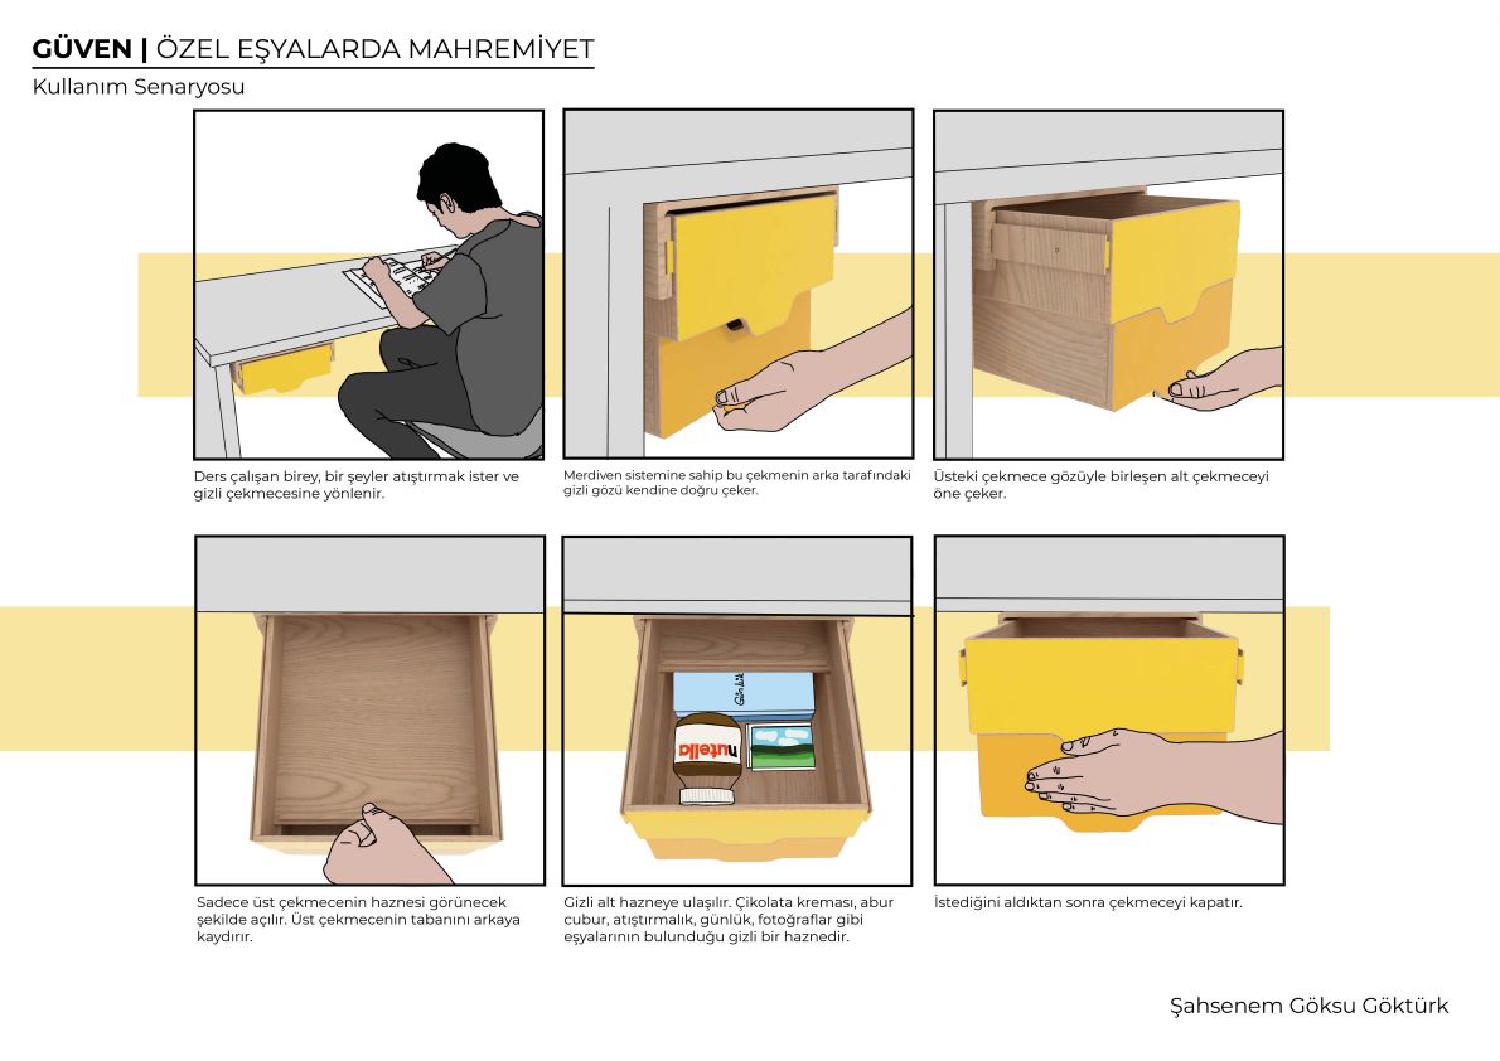 GÜVEN | ÖZEL EŞYALARDA MAHREMİYET
Kullanım Senaryosu
Ders çalışan birey, bir şeyler atıştırmak ister ve
gizli çekmecesine yönlenir.
Merdiven sistemine sahip bu çekmenin arka tarafındaki
gizli gözü kendine doğru çeker.
Üsteki çekmece gözüyle birleşen alt çekmeceyi
öne çeker.
Günlük
nutella
Sadece üst çekmecenin haznesi görünecek
şekilde açılır. Üst çekmecenin tabanını arkaya
kaydırır.
Gizli alt hazneye ulaşılır. Çikolata kreması, abur
cubur, atıştırmalık, günlük, fotoğraflar gibi
eşyalarının bulunduğu gizli bir haznedir.
İstediğini aldıktan sonra çekmeceyi kapatır.
Şahsenem Göksu Göktürk